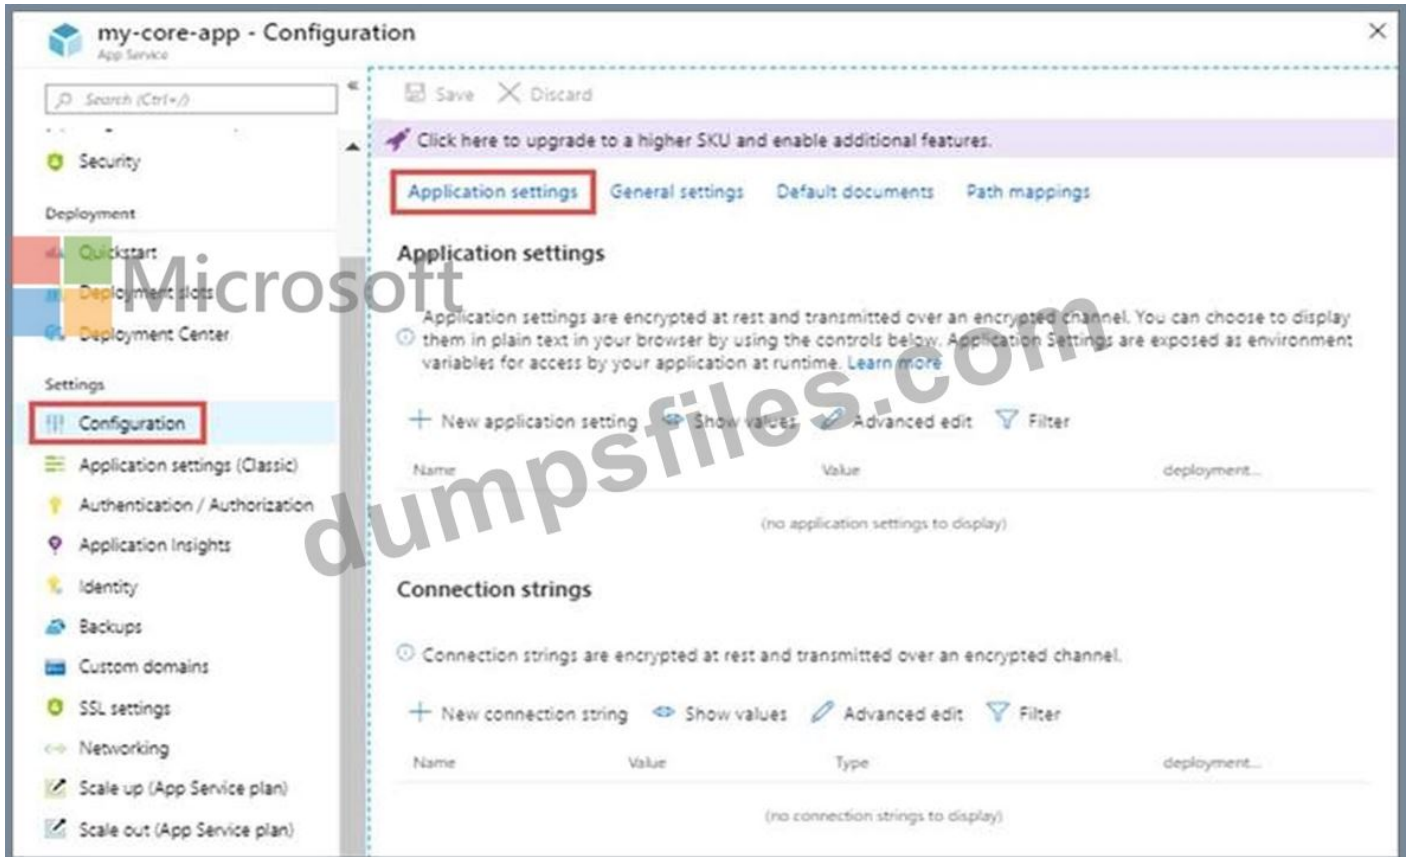 my-core-app - Configuration
App Service
Search (Ctrl+/)
Security
Deployment
Quickstart
Deployment slots
Deployment Center
Settings
Configuration
Application settings (Classic)
Authentication / Authorization
Application Insights
Identity
Backups
Custom domains
SSL settings
Networking
Scale up (App Service plan)
Scale out (App Service plan)
Save Discard
Click here to upgrade to a higher SKU and enable additional features.
Application settings General settings Default documents Path mappings
Application settings
Application settings are encrypted at rest and transmitted over an encrypted channel. You can choose to display
them in plain text in your browser by using the controls below. Application Settings are exposed as environment
variables for access by your application at runtime. Learn more
New application setting Show values Advanced edit Filter
Name Value deployment...
(no application settings to display)
Connection strings
Connection strings are encrypted at rest and transmitted over an encrypted channel.
New connection string Show values Advanced edit Filter
Name Value Type deployment...
(no connection strings to display)
Microsoft
dumpsfiles.com